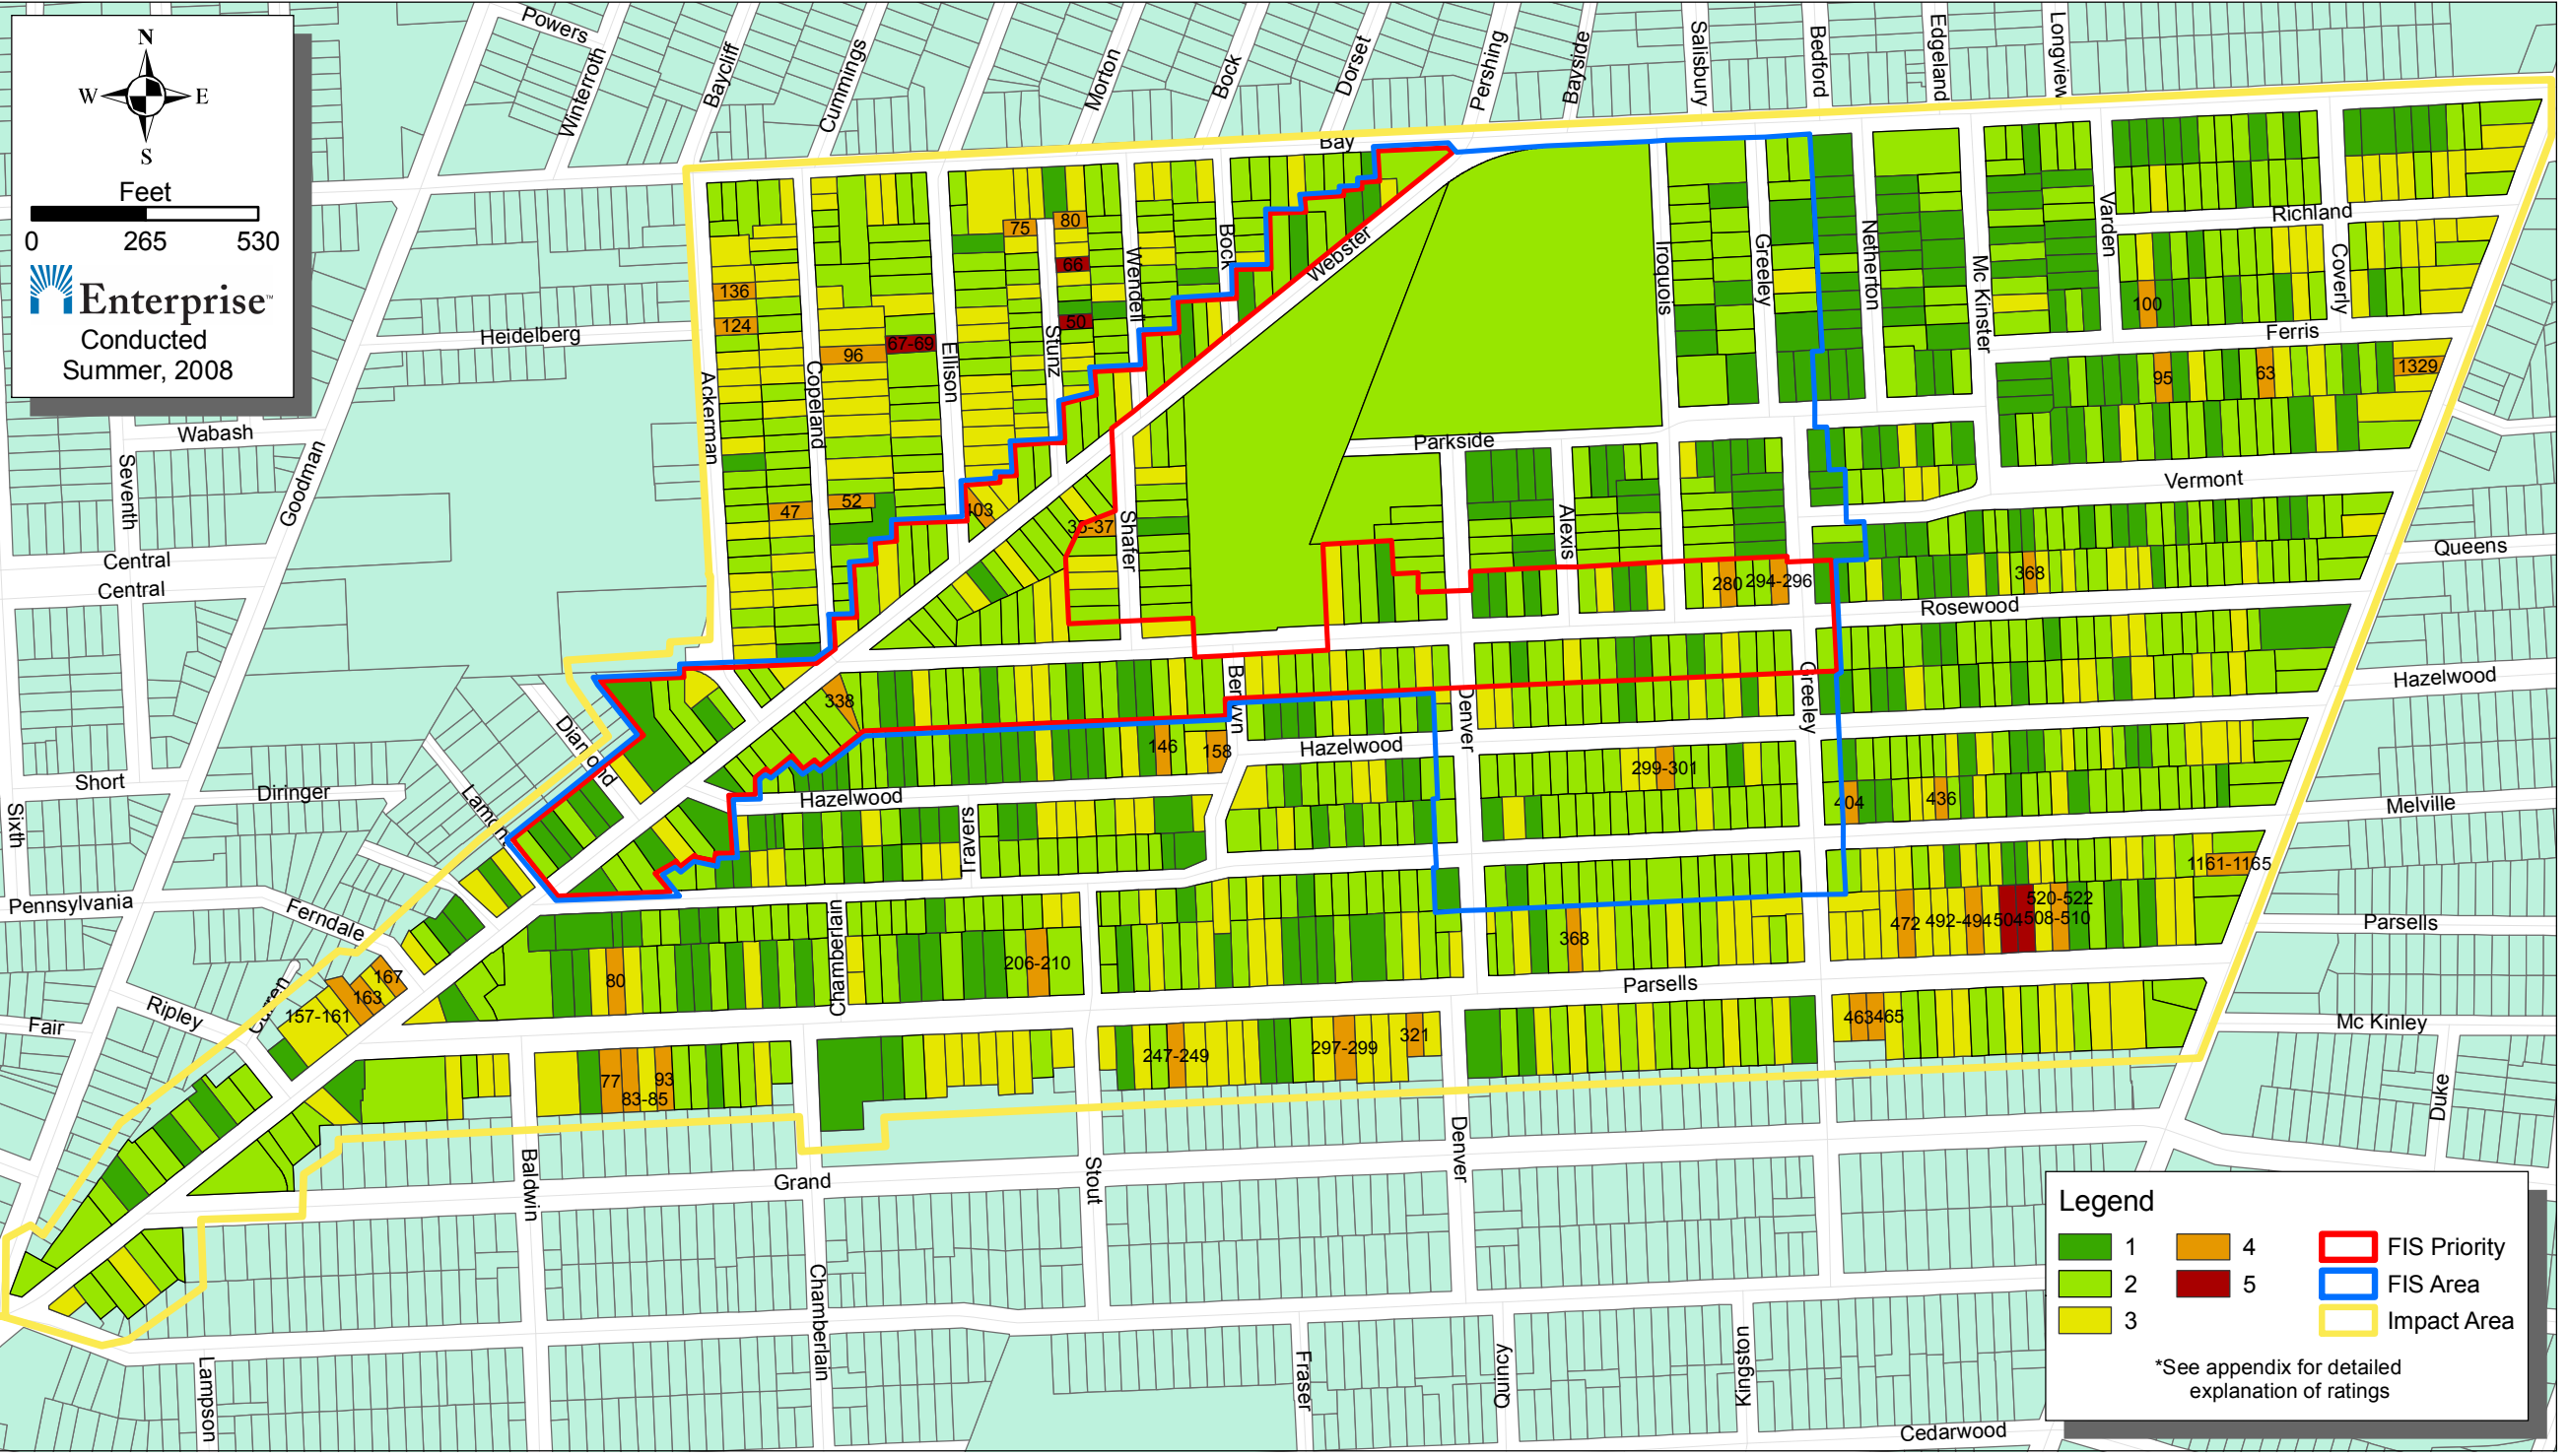 N
W E
S
Feet
0 265 530
Enterprise™
Conducted
Summer, 2008
Powers
Winterroth
Baycliff
Cummings
Morton
Bock
Dorset
Pershing
Bayside
Salisbury
Bedford
Edgeland
Longview
Bay
Heidelberg
Wabash
Seventh
Goodman
Central
Central
Ackerman
Copeland
Ellison
Stunz
Wendell
Bock
Webster
Iroquois
Greeley
Netherton
Mc Kinster
Varden
Richland
Coverly
Ferris
Parkside
Vermont
Alexis
Shafer
Queens
Rosewood
Hazelwood
Berwyn
Denver
Greeley
Hazelwood
Hazelwood
Diamond
Short
Diringer
Sixth
Travers
Melville
Pennsylvania
Ferndale
Chamberlain
Parsells
Parsells
Ripley
Fair
Mc Kinley
Duke
Baldwin
Grand
Stout
Denver
Chamberlain
Lampson
Fraser
Quincy
Kingston
Cedarwood
136
124
75
80
66
50
96
67-69
47
52
103
35-37
100
95
63
1329
280
294-296
368
338
146
158
299-301
404
436
1161-1165
472
492-494
504
508-510
520-522
368
206-210
80
167
163
157-161
77
83-85
93
247-249
297-299
321
463
465
Legend
1
2
3
4
5
FIS Priority
FIS Area
Impact Area
*See appendix for detailed
explanation of ratings